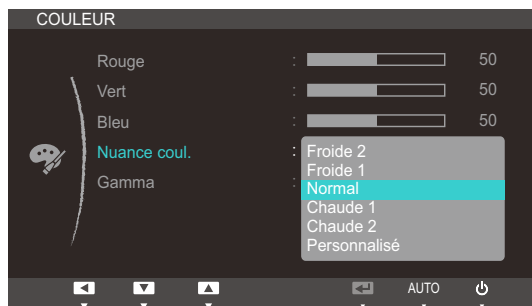 COULEUR
Rouge : 50
Vert : 50
Bleu : 50
Nuance coul. : Froide 2
Froide 1
Gamma : Normal
Chaude 1
Chaude 2
Personnalisé
AUTO